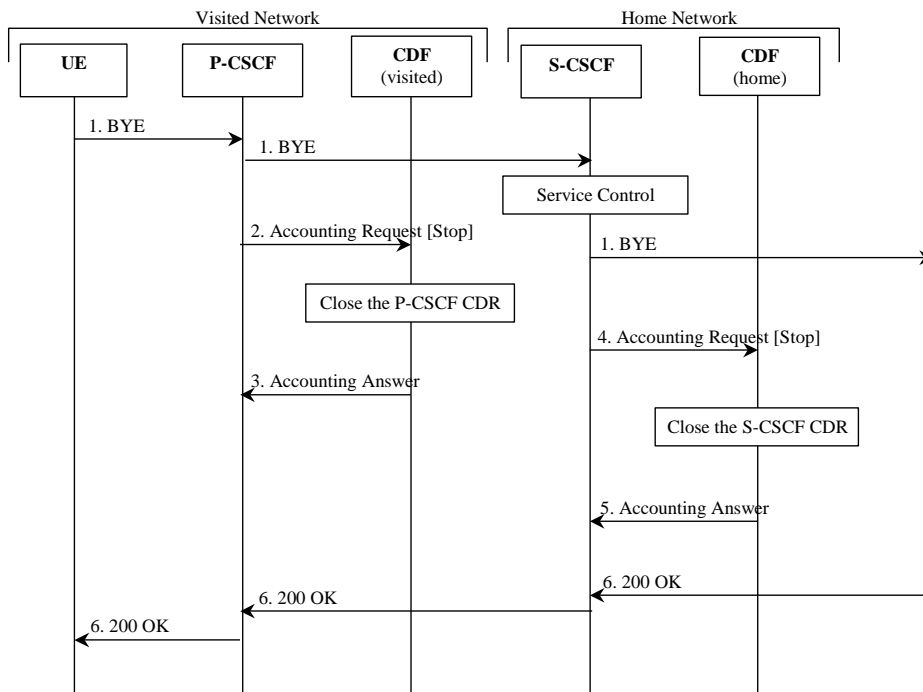 Visited Network
Home Network
UE
P-CSCF
CDF
(visited)
S-CSCF
CDF
(home)
1. BYE
1. BYE
Service Control
2. Accounting Request [Stop]
1. BYE
Close the P-CSCF CDR
4. Accounting Request [Stop]
3. Accounting Answer
Close the S-CSCF CDR
5. Accounting Answer
6. 200 OK
6. 200 OK
6. 200 OK